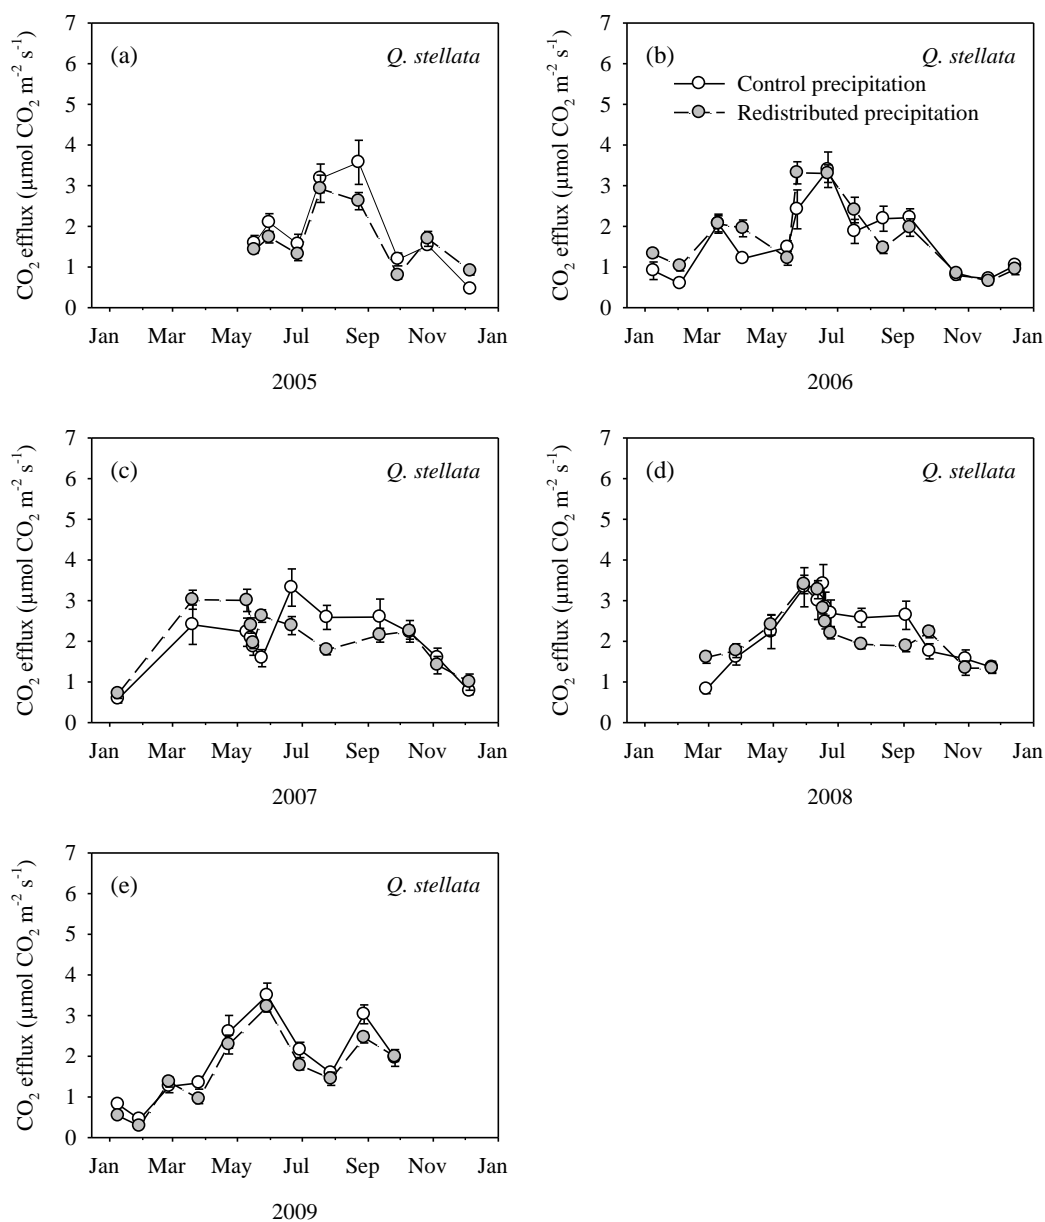 7
6
5
4
3
2
1
0
CO2 efflux (µmol CO2 m-2 s-1)
(a)
Q. stellata
Jan Mar May Jul Sep Nov Jan
2005
7
6
5
4
3
2
1
0
CO2 efflux (µmol CO2 m-2 s-1)
(b)
Q. stellata
Control precipitation
Redistributed precipitation
Jan Mar May Jul Sep Nov Jan
2006
7
6
5
4
3
2
1
0
CO2 efflux (µmol CO2 m-2 s-1)
(c)
Q. stellata
Jan Mar May Jul Sep Nov Jan
2007
7
6
5
4
3
2
1
0
CO2 efflux (µmol CO2 m-2 s-1)
(d)
Q. stellata
Jan Mar May Jul Sep Nov Jan
2008
7
6
5
4
3
2
1
0
CO2 efflux (µmol CO2 m-2 s-1)
(e)
Q. stellata
Jan Mar May Jul Sep Nov Jan
2009